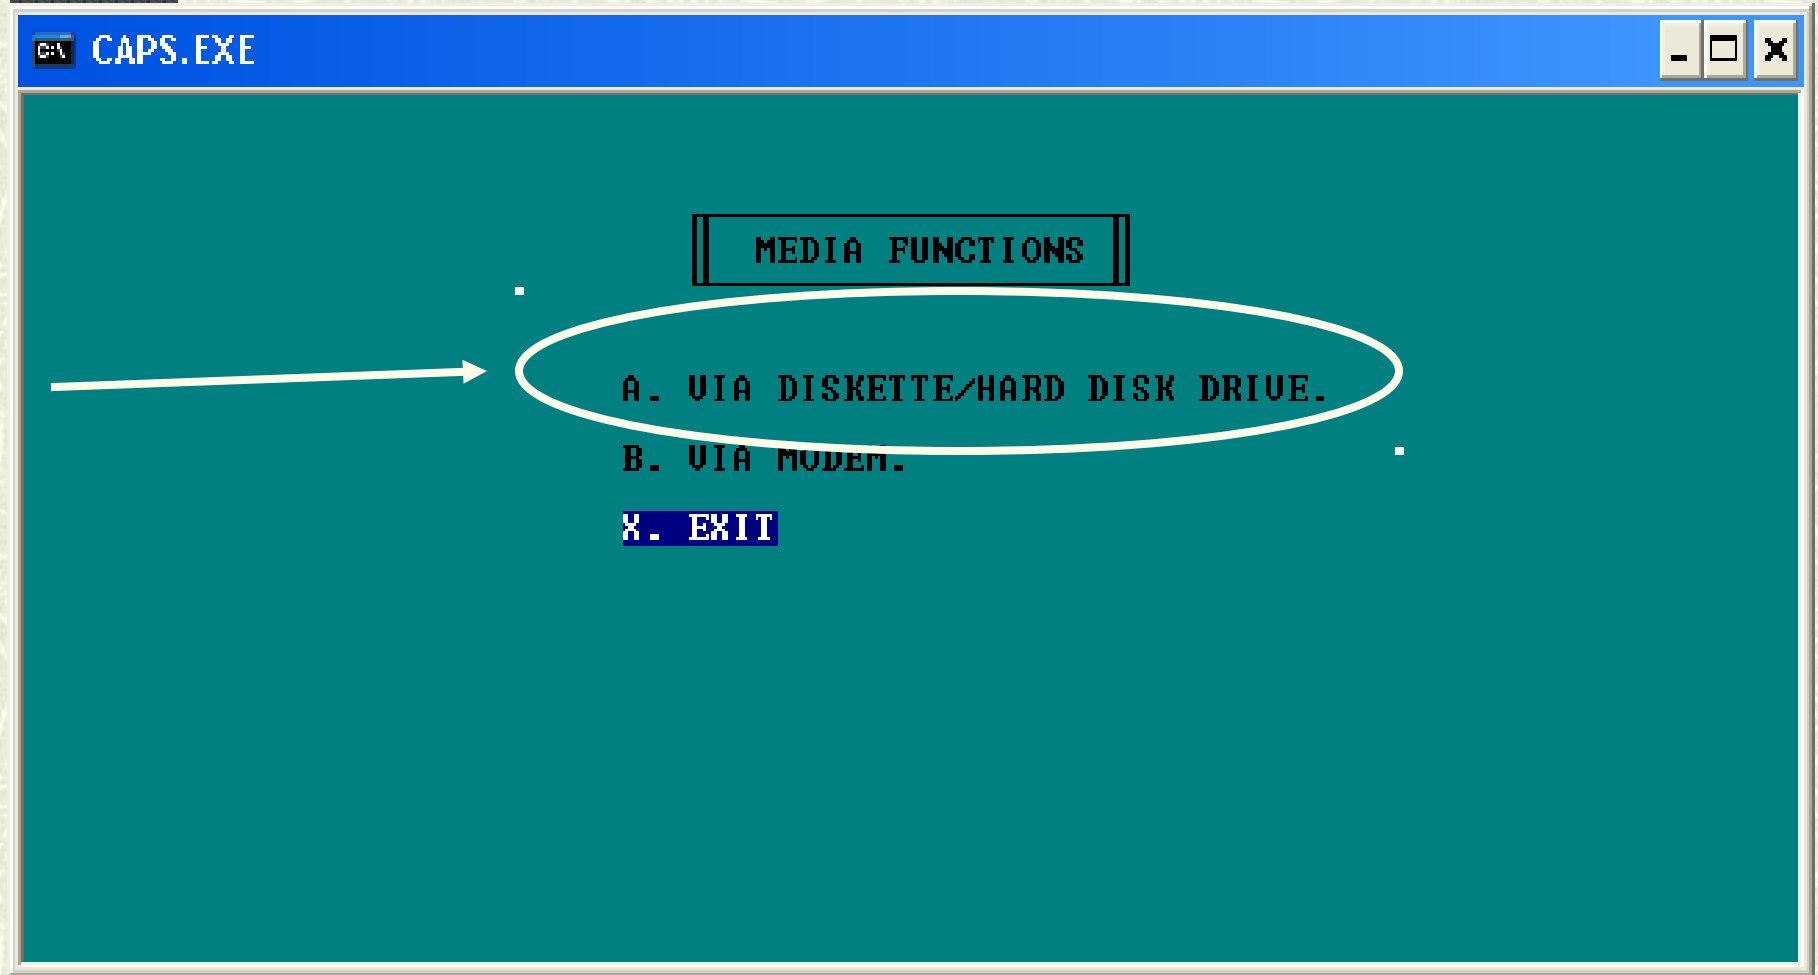 C:\ CAPS.EXE
MEDIA FUNCTIONS
A. VIA DISKETTE/HARD DISK DRIVE.
B. VIA MODEM.
X. EXIT